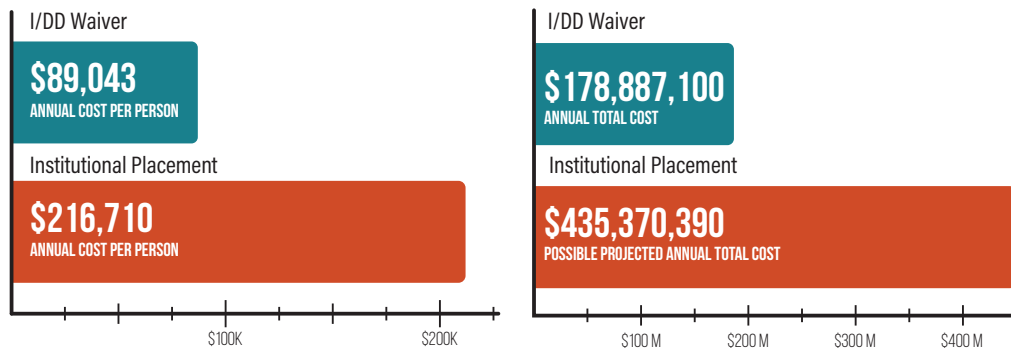 I/DD Waiver
$89,043
ANNUAL COST PER PERSON
Institutional Placement
$216,710
ANNUAL COST PER PERSON
$100K
$200K
I/DD Waiver
$178,887,100
ANNUAL TOTAL COST
Institutional Placement
$435,370,390
POSSIBLE PROJECTED ANNUAL TOTAL COST
$100 M
$200 M
$300 M
$400 M